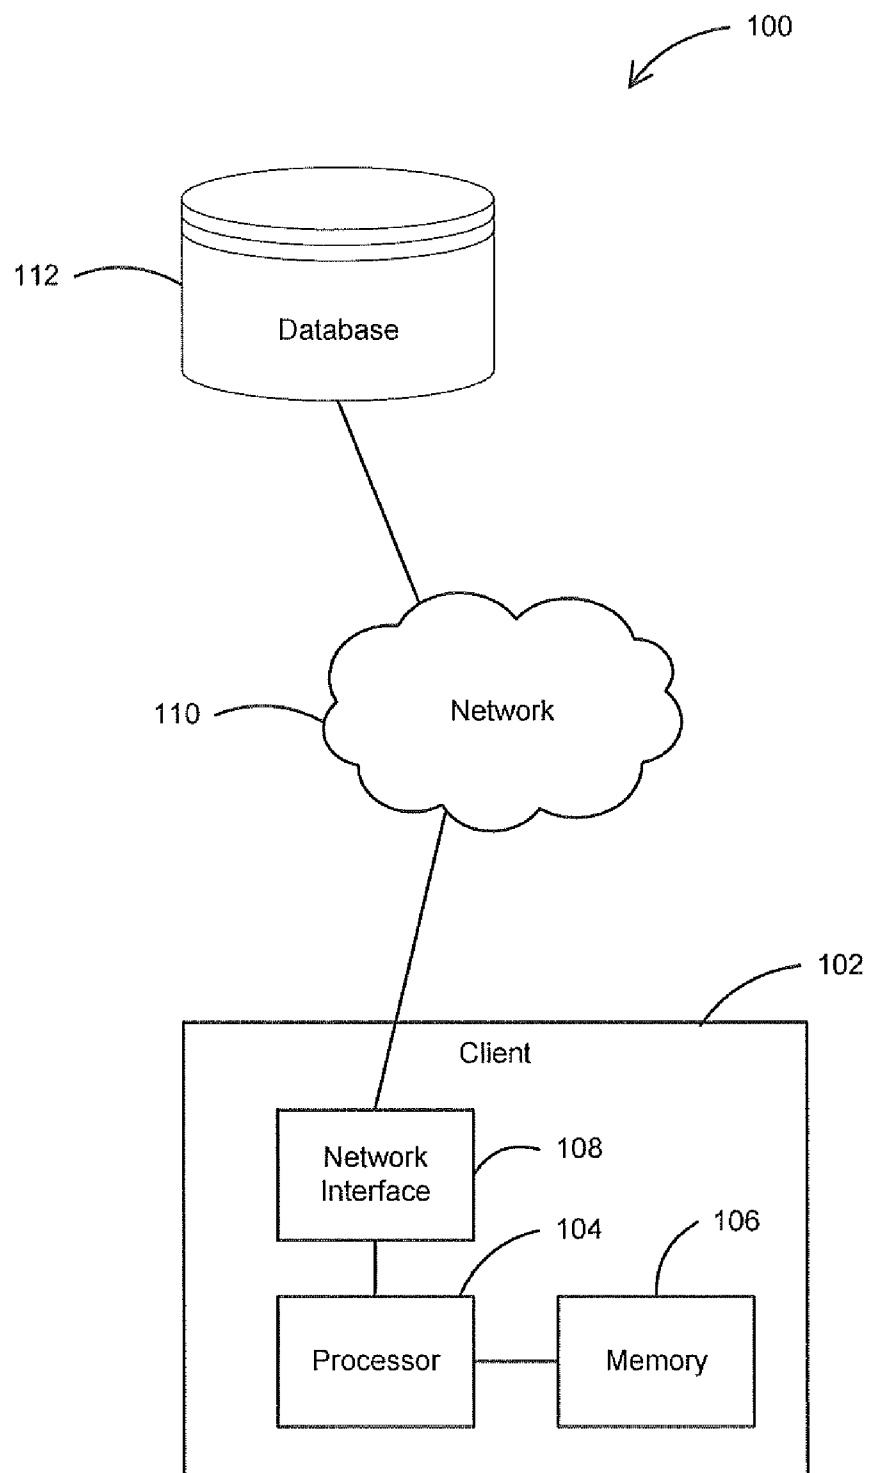 100
112
Database
110
Network
102
Client
Network
Interface
108
104
106
Processor
Memory